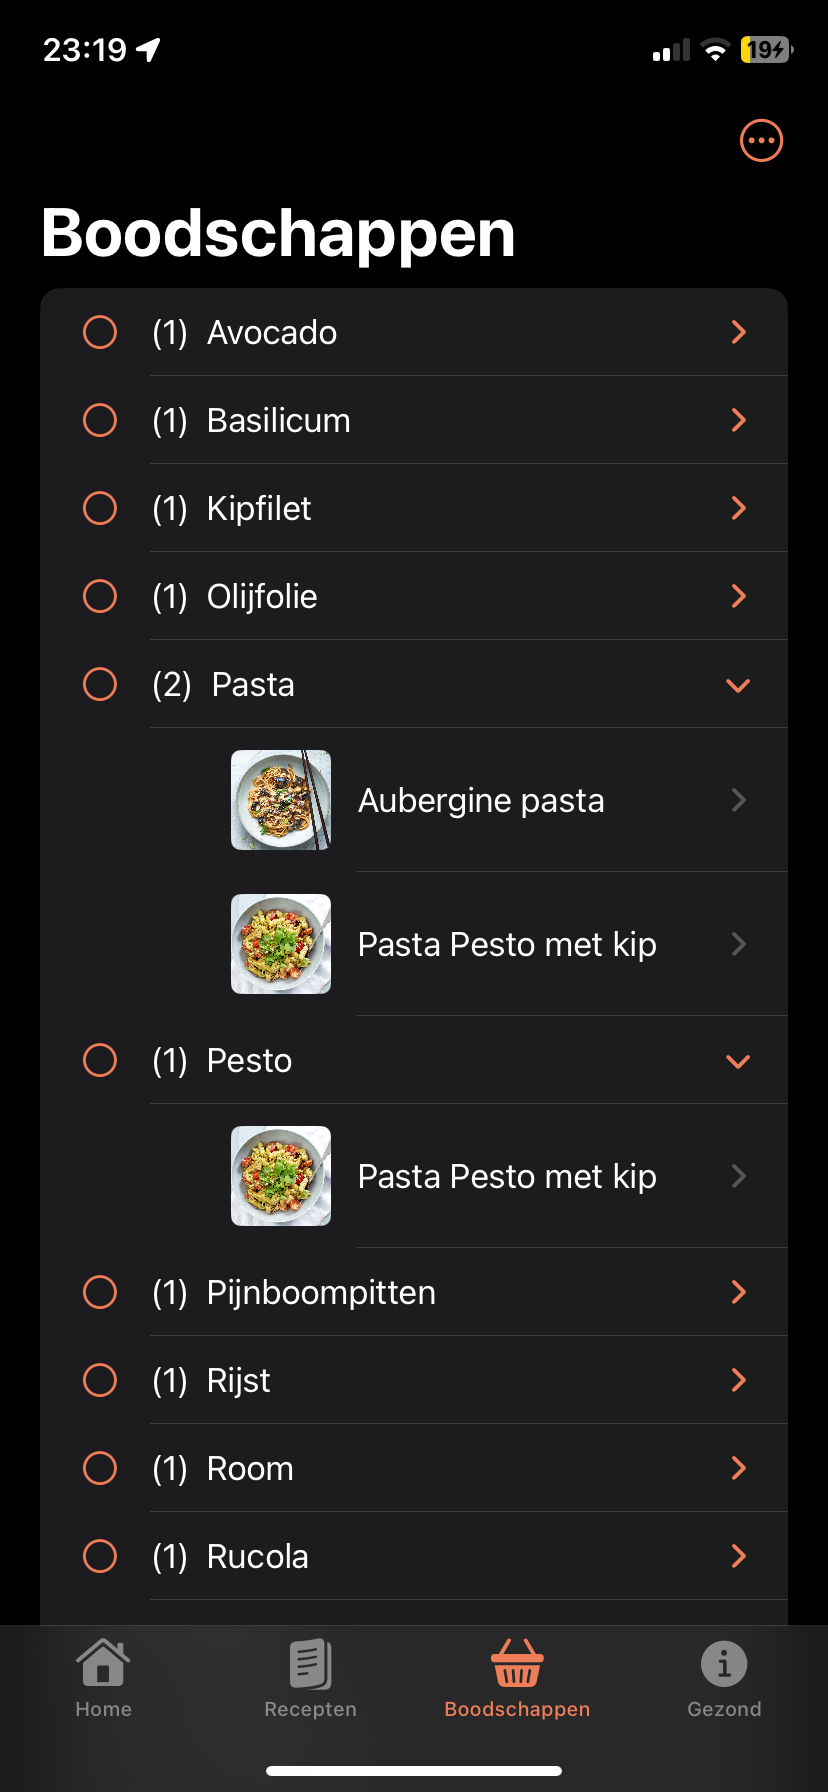 23:19
19
Boodschappen
(1) Avocado
(1) Basilicum
(1) Kipfilet
(1) Olijfolie
(2) Pasta
Aubergine pasta
Pasta Pesto met kip
(1) Pesto
Pasta Pesto met kip
(1) Pijnboompitten
(1) Rijst
(1) Room
(1) Rucola
Home Recepten Boodschappen Gezond